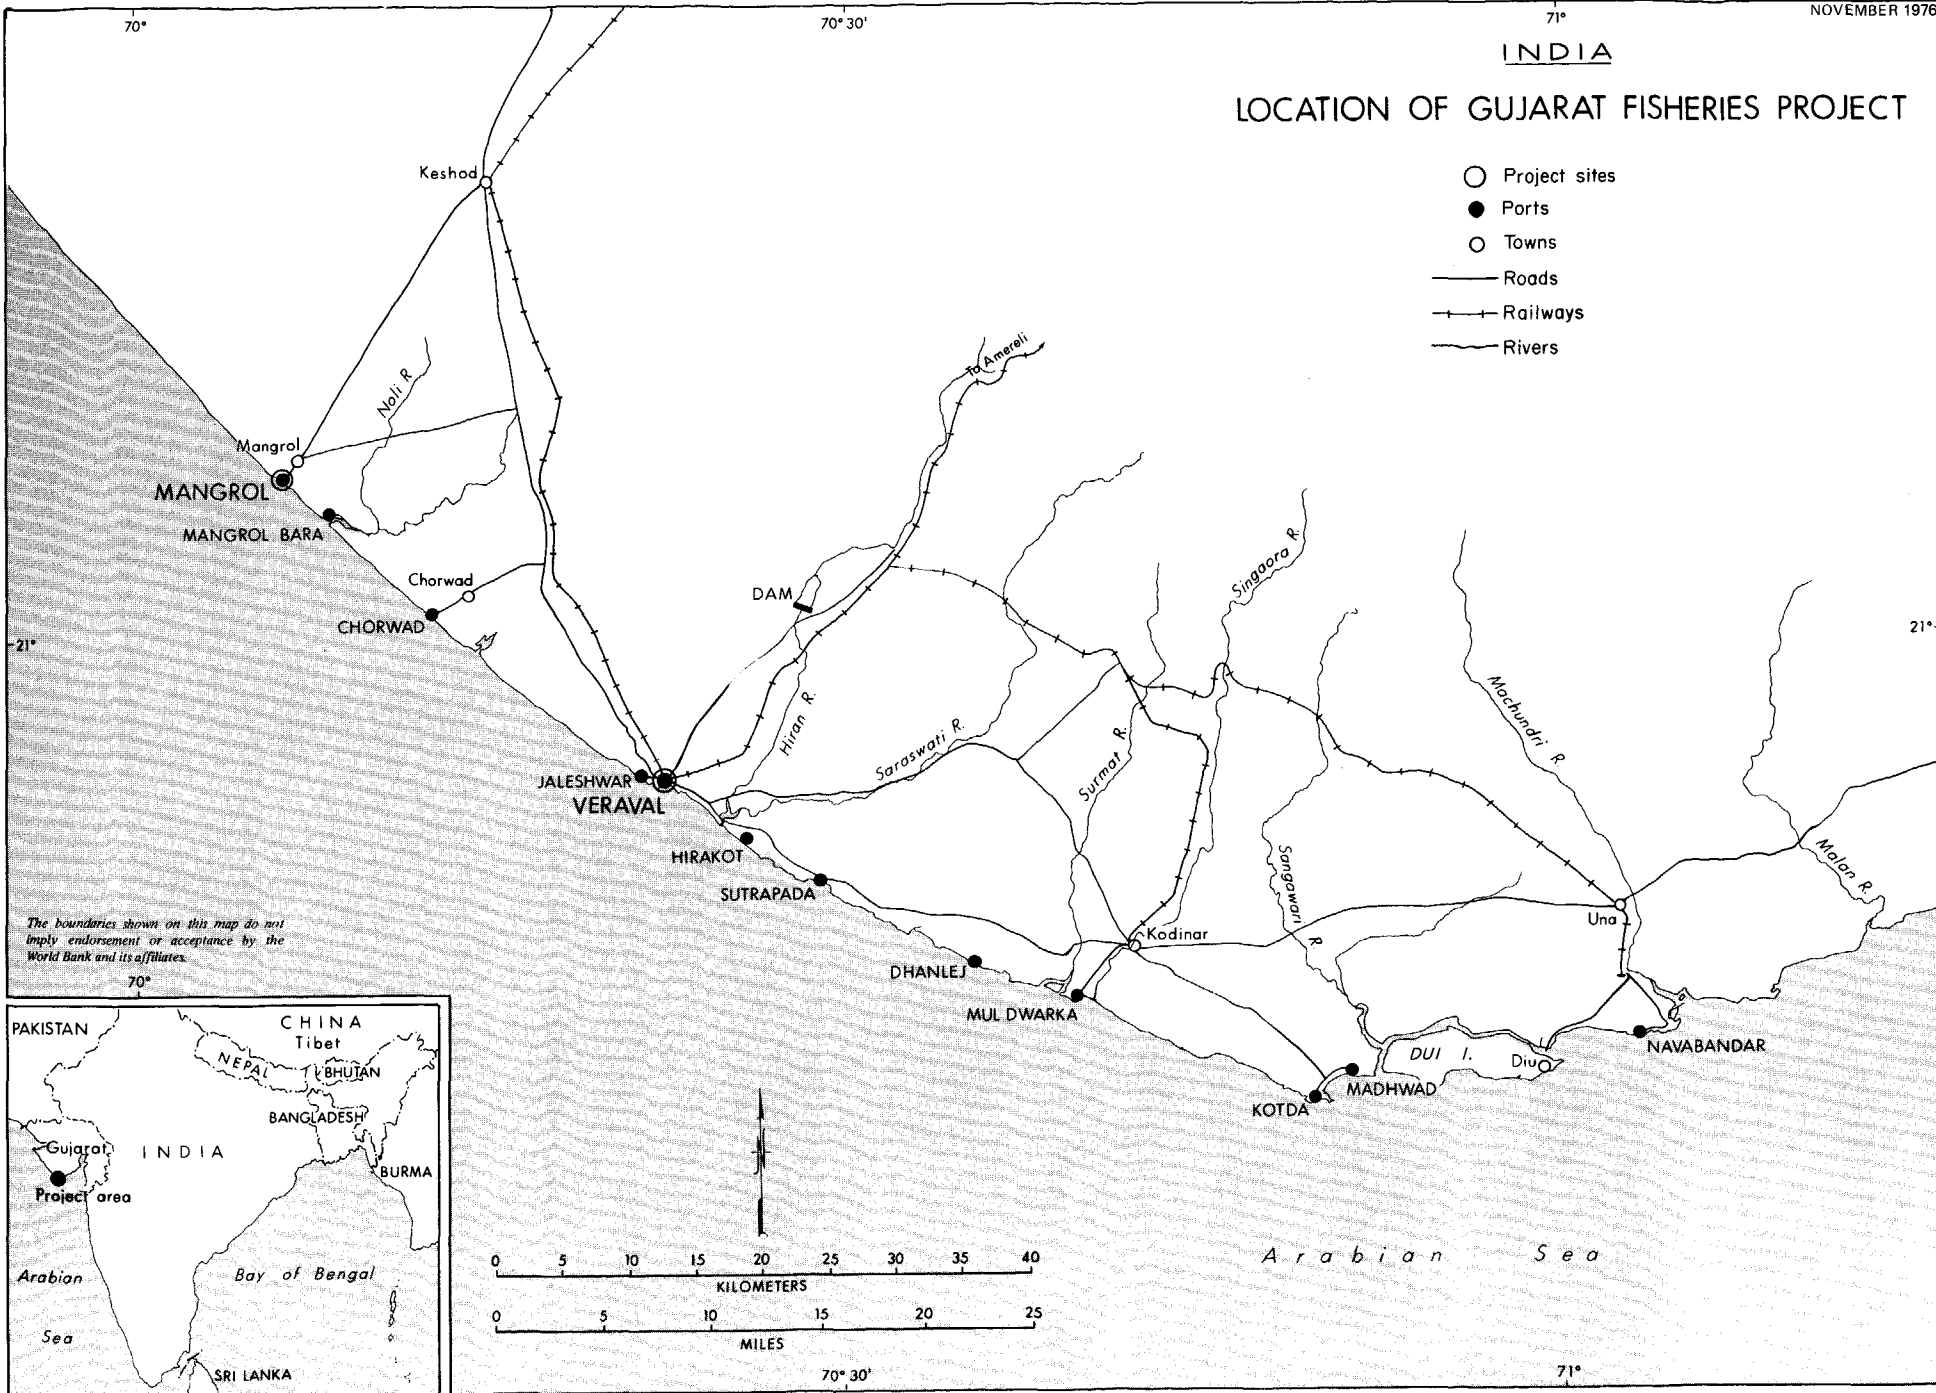 NOVEMBER 1976
70°
70° 30'
71°
INDIA
LOCATION OF GUJARAT FISHERIES PROJECT
Project sites
Ports
Towns
Roads
Railways
Rivers
Keshod
To Amereli
Noli R
Mangrol
MANGROL
MANGROL BARA
Chorwad
CHORWAD
DAM
Singaora R.
21°
21°
Hiran R.
Saraswati R.
Surmat R.
Machundri R.
JALESHWAR
VERAVAL
HIRAKOT
SUTRAPADA
Sangawari R
Malan R.
Una
Kodinar
DHANLEJ
MUL DWARKA
NAVABANDAR
DUI I.
Diu
MADHWAD
KOTDA
The boundaries shown on this map do not
imply endorsement or acceptance by the
World Bank and its affiliates.
70°
PAKISTAN
CHINA
Tibet
NEPAL
BHUTAN
BANGLADESH
Gujarat
INDIA
BURMA
Project area
Arabian
Sea
Bay of Bengal
SRI LANKA
0 5 10 15 20 25 30 35 40
KILOMETERS
0 5 10 15 20 25
MILES
Arabian Sea
70° 30'
71°